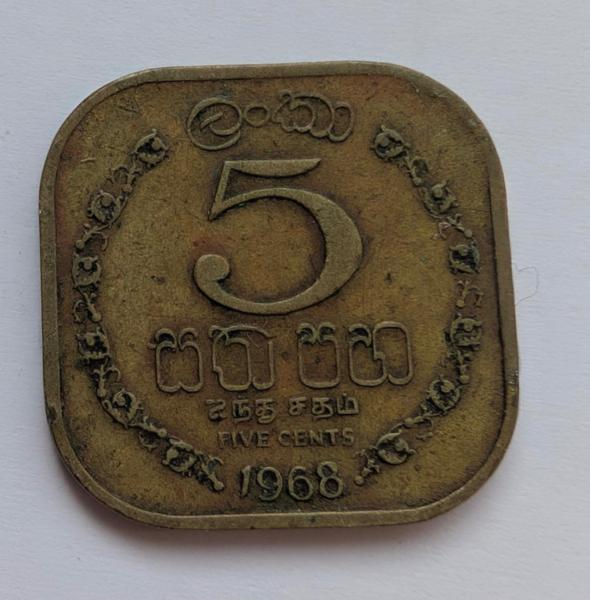 ලංකා
5
සත පහ
ஐந்து சதம்
FIVE CENTS
1968